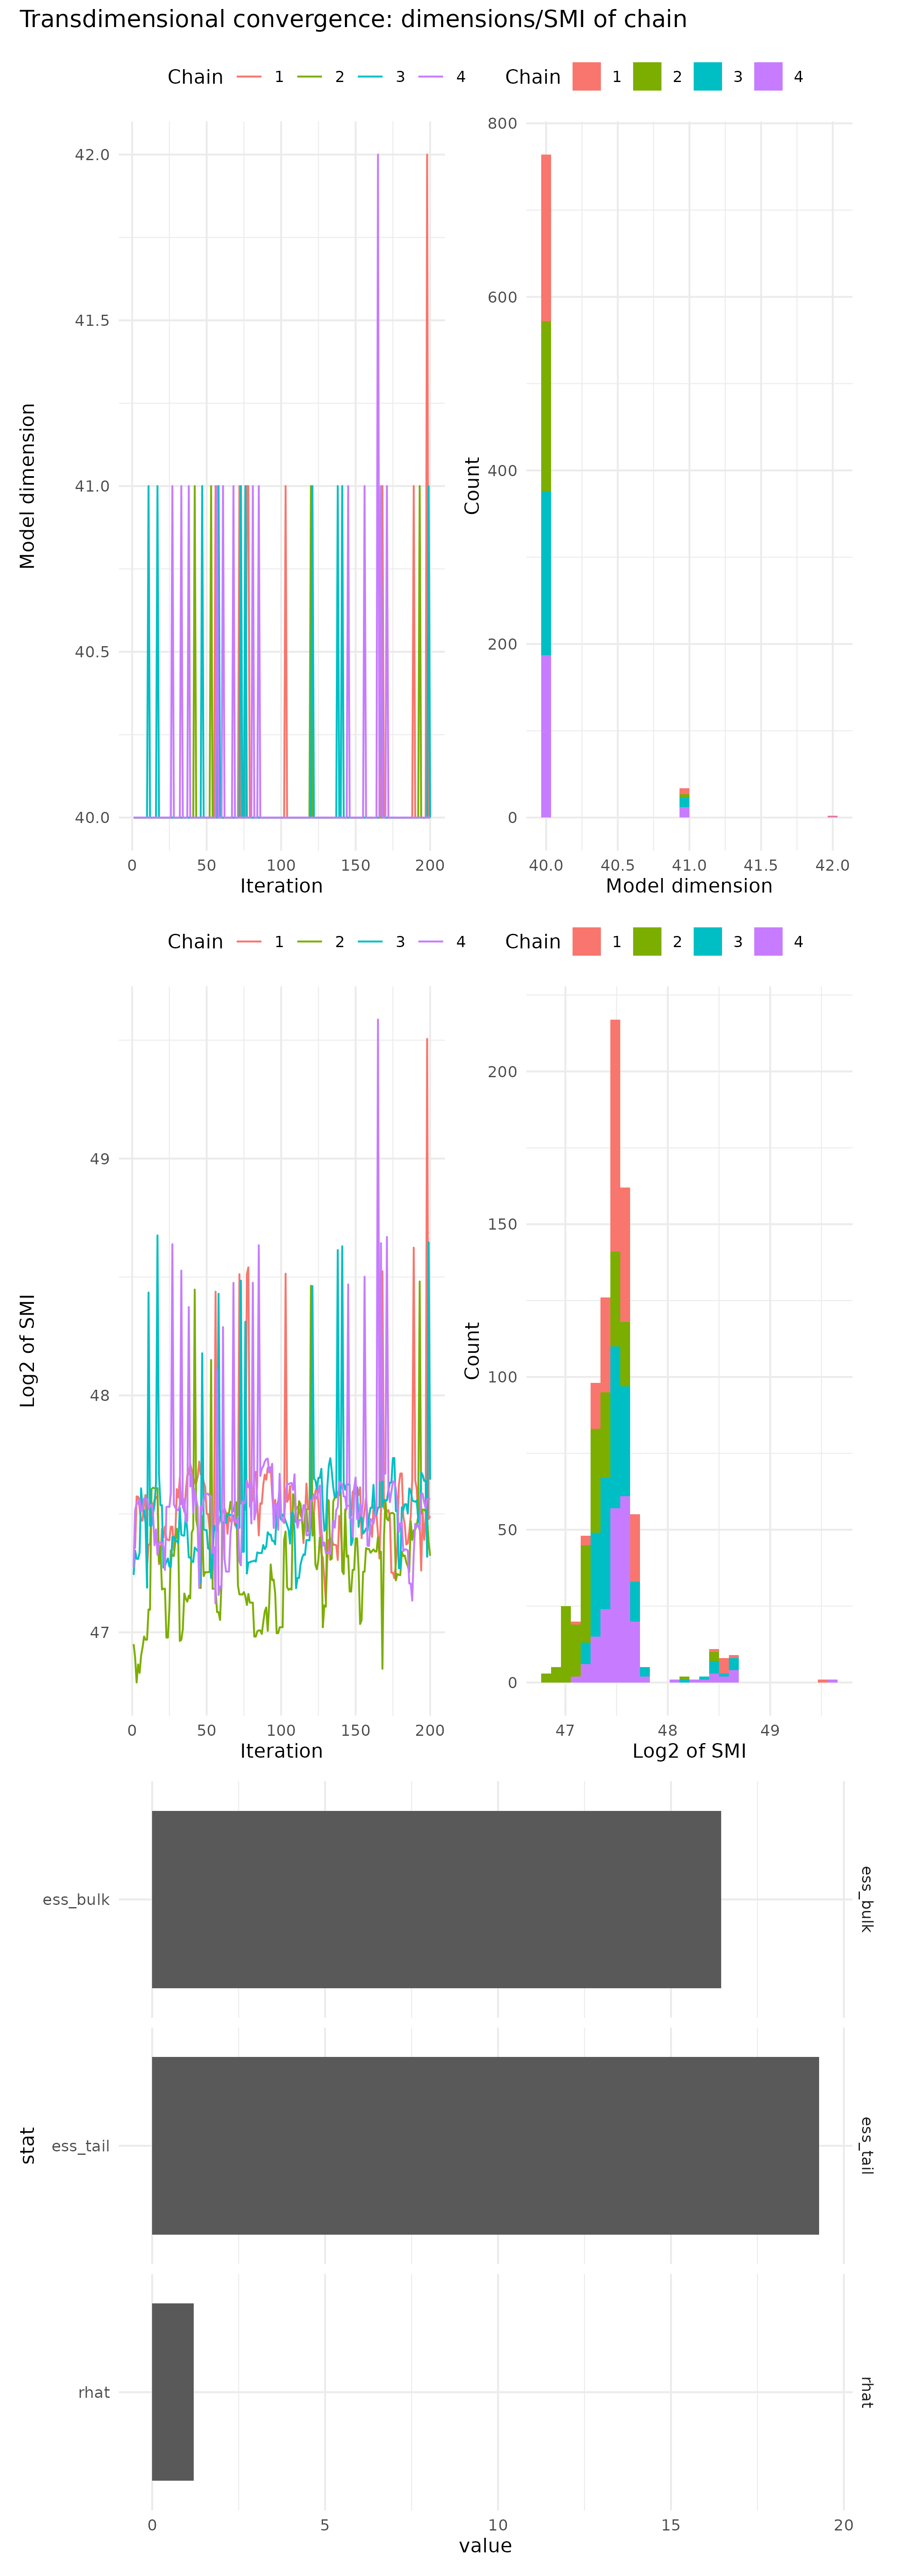 Transdimensional convergence: dimensions/SMI of chain
Chain 1 2 3 4
Chain 1 2 3 4
Model dimension
42.0
41.5
41.0
40.5
40.0
0 50 100 150 200
Iteration
Count
800
600
400
200
0
40.0 40.5 41.0 41.5 42.0
Model dimension
Chain 1 2 3 4
Chain 1 2 3 4
Log2 of SMI
49
48
47
0 50 100 150 200
Iteration
Count
200
150
100
50
0
47 48 49
Log2 of SMI
stat
ess_bulk
ess_bulk
ess_tail
ess_tail
rhat
rhat
0 5 10 15 20
value